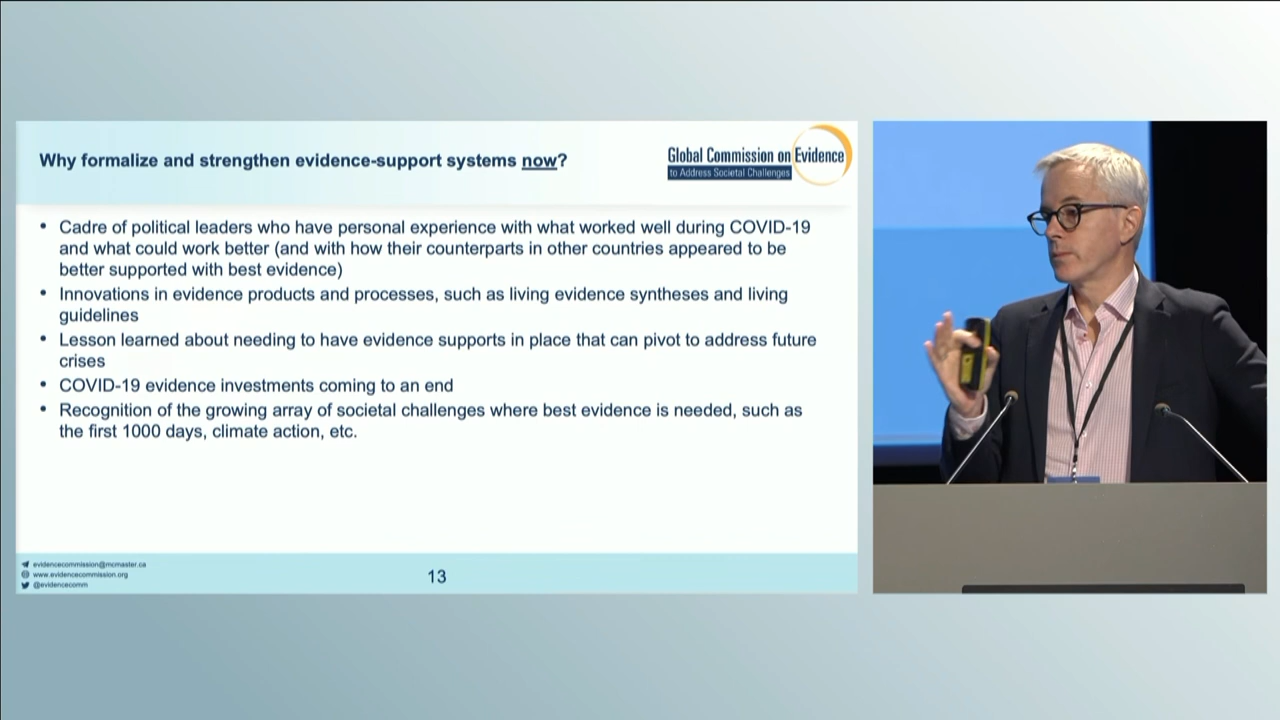 Why formalize and strengthen evidence-support systems now?
Global Commission on Evidence
to Address Societal Challenges
• Cadre of political leaders who have personal experience with what worked well during COVID-19
and what could work better (and with how their counterparts in other countries appeared to be
better supported with best evidence)
• Innovations in evidence products and processes, such as living evidence syntheses and living
guidelines
• Lesson learned about needing to have evidence supports in place that can pivot to address future
crises
• COVID-19 evidence investments coming to an end
• Recognition of the growing array of societal challenges where best evidence is needed, such as
the first 1000 days, climate action, etc.
evidencecommission@mcmaster.ca
www.evidencecommission.org
@evidencecomm
13